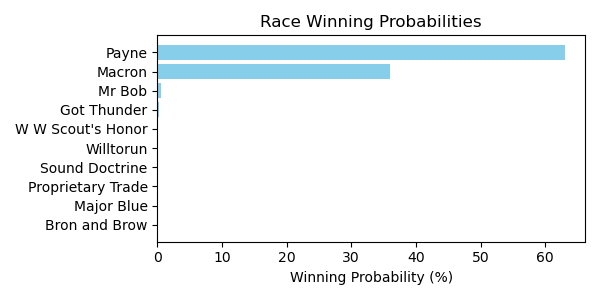 Race Winning Probabilities
Payne
Macron
Mr Bob
Got Thunder
W W Scout's Honor
Willtorun
Sound Doctrine
Proprietary Trade
Major Blue
Bron and Brow
0 10 20 30 40 50 60
Winning Probability (%)